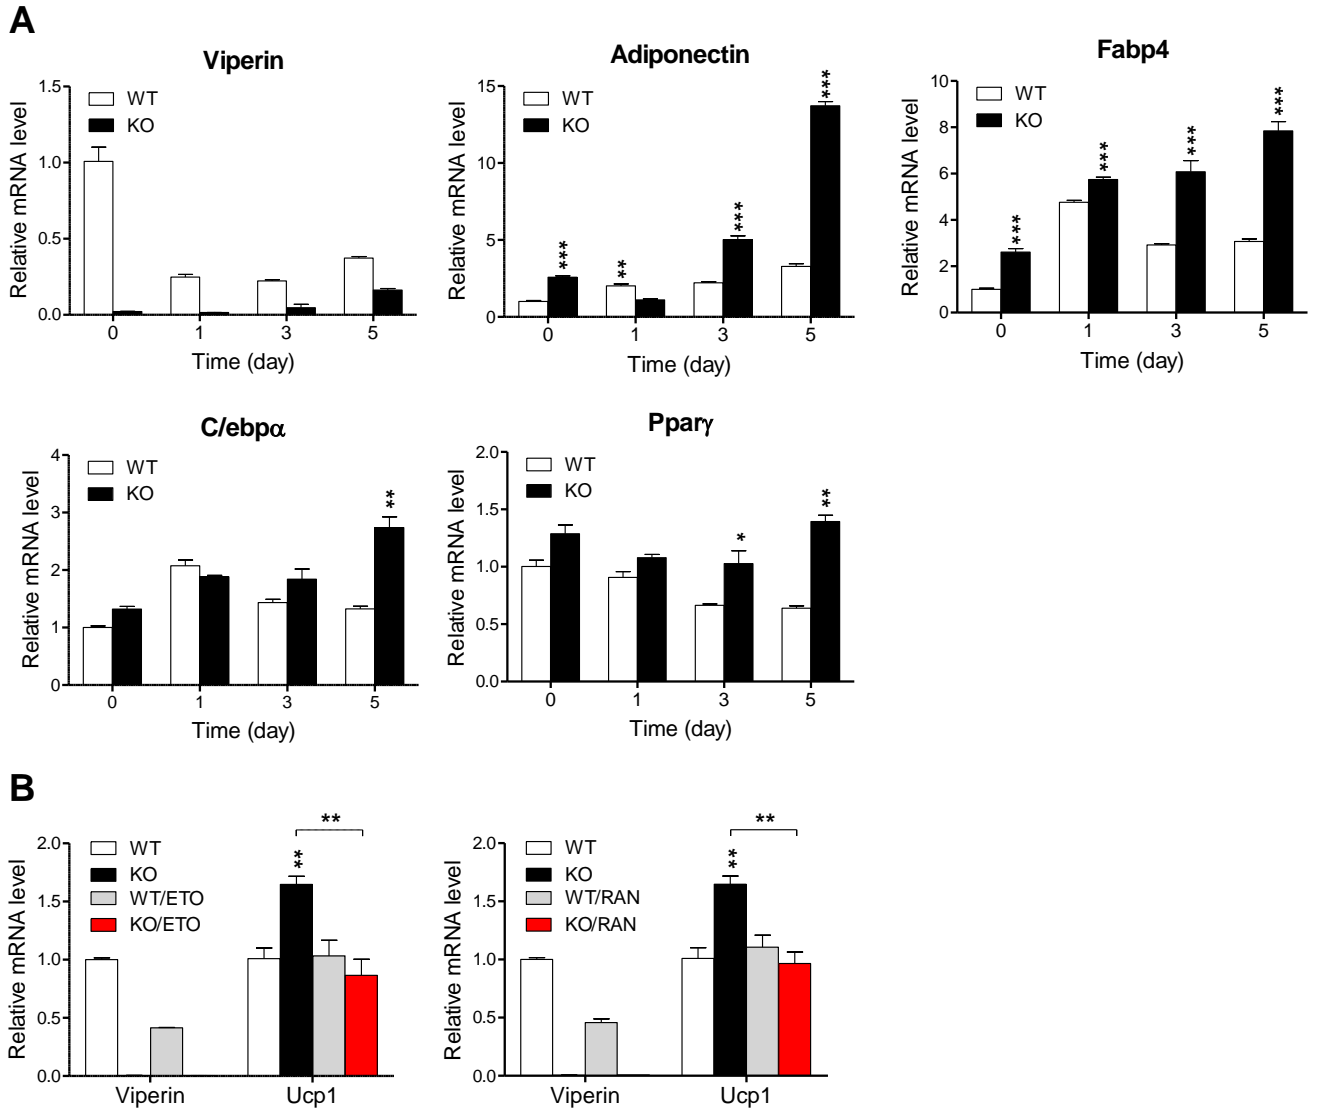 A
Viperin
Relative mRNA level
1.5
1.0
0.5
0.0
WT
KO
0 1 3 5
Time (day)
Adiponectin
Relative mRNA level
15
10
5
0
WT
KO
***
**
***
***
0 1 3 5
Time (day)
Fabp4
Relative mRNA level
10
8
6
4
2
0
WT
KO
***
***
***
***
0 1 3 5
Time (day)
C/ebpα
Relative mRNA level
4
3
2
1
0
WT
KO
**
0 1 3 5
Time (day)
Pparγ
Relative mRNA level
2.0
1.5
1.0
0.5
0.0
WT
KO
*
**
0 1 3 5
Time (day)
B
Relative mRNA level
2.0
1.5
1.0
0.5
0.0
WT
KO
WT/ETO
KO/ETO
**
**
Viperin Ucp1
Relative mRNA level
2.0
1.5
1.0
0.5
0.0
WT
KO
WT/RAN
KO/RAN
**
**
Viperin Ucp1